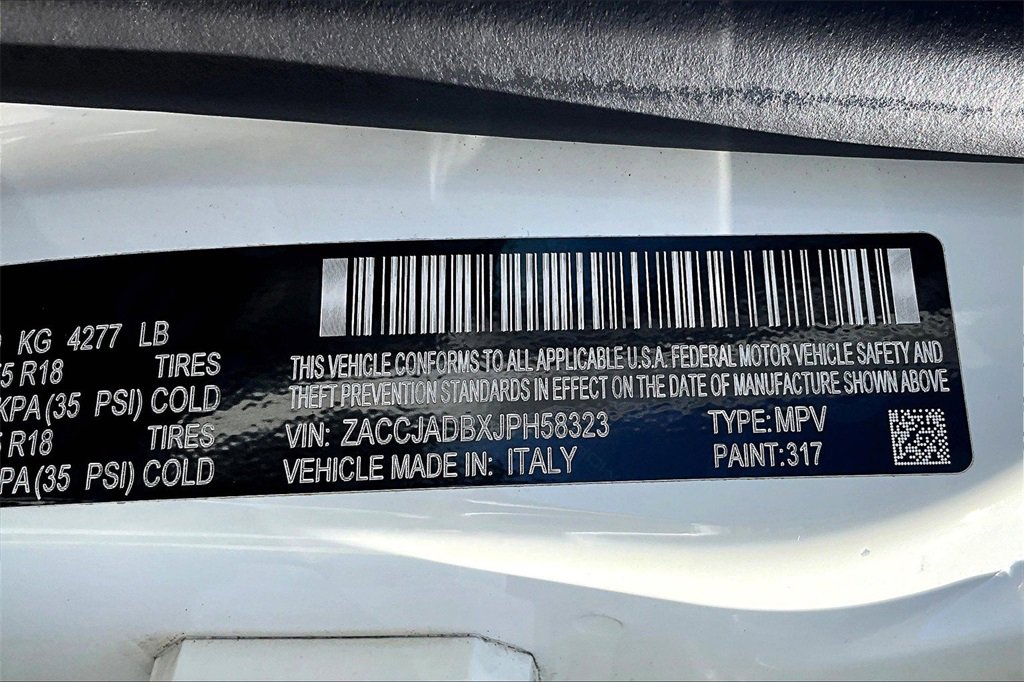 KG 4277 LB
5 R18 TIRES
KPA (35 PSI) COLD
R18 TIRES
PA (35 PSI) COLD
THIS VEHICLE CONFORMS TO ALL APPLICABLE U.S.A. FEDERAL MOTOR VEHICLE SAFETY AND
THEFT PREVENTION STANDARDS IN EFFECT ON THE DATE OF MANUFACTURE SHOWN ABOVE
VIN: ZACCJADBXJPH58323 TYPE: MPV
VEHICLE MADE IN: ITALY PAINT: 317